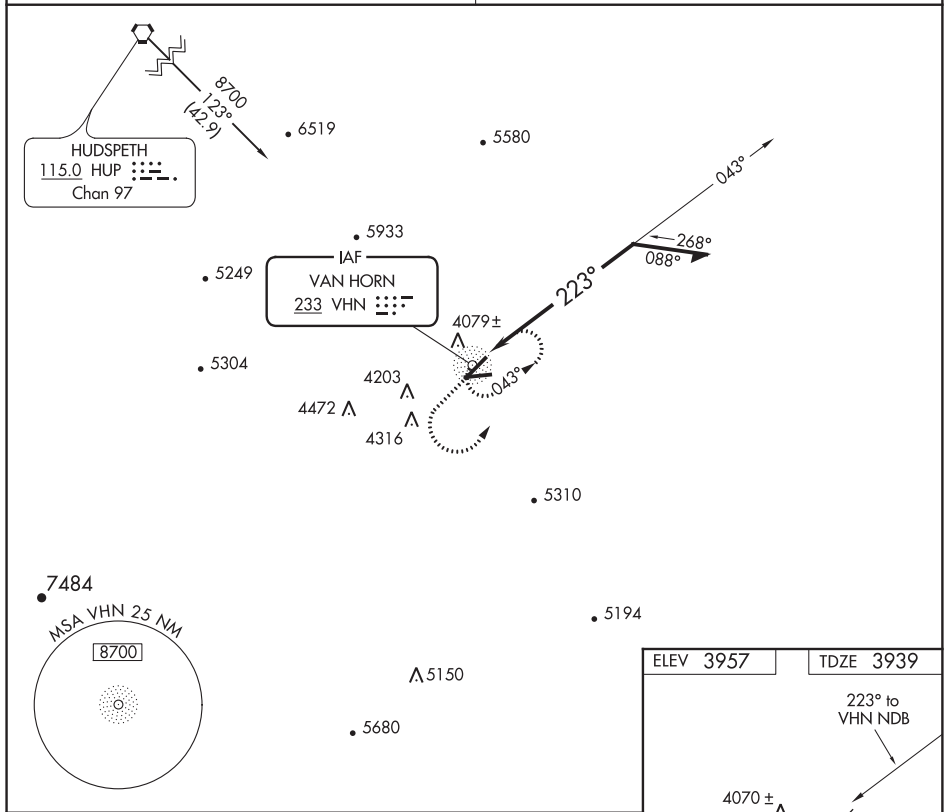 8700
123°
(42.9)
HUDSPETH
115.0 HUP
Chan 97
6519
5580
043°
268°
088°
223°
5933
5249
IAF
VAN HORN
233 VHN
4079±
5304
4203
043°
4472
4316
5310
7484
MSA VHN 25 NM
8700
5194
5150
5680
ELEV 3957
TDZE 3939
223° to
VHN NDB
4070 ±